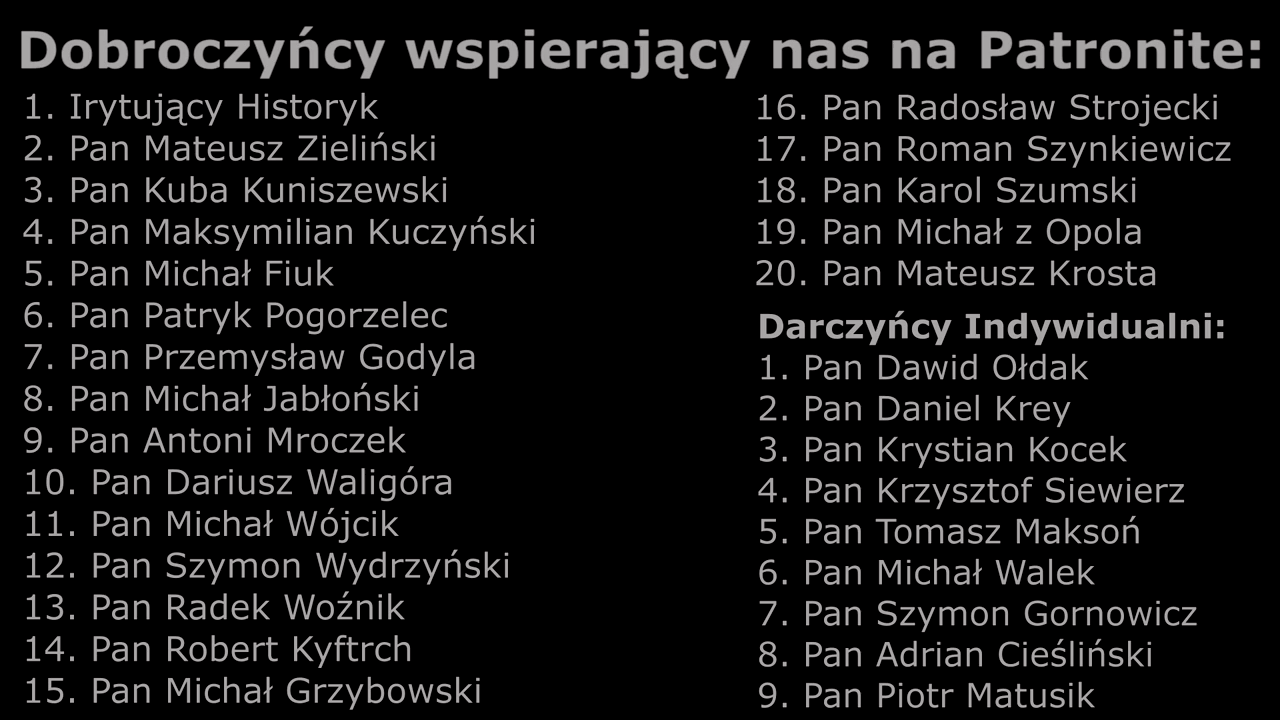 Dobroczyńcy wspierający nas na Patronite:
1. Irytujący Historyk
2. Pan Mateusz Zieliński
3. Pan Kuba Kuniszewski
4. Pan Maksymilian Kuczyński
5. Pan Michał Fiuk
6. Pan Patryk Pogorzelec
7. Pan Przemysław Godyla
8. Pan Michał Jabłoński
9. Pan Antoni Mroczek
10. Pan Dariusz Waligóra
11. Pan Michał Wójcik
12. Pan Szymon Wydrzyński
13. Pan Radek Woźnik
14. Pan Robert Kyftrch
15. Pan Michał Grzybowski
16. Pan Radosław Strojecki
17. Pan Roman Szynkiewicz
18. Pan Karol Szumski
19. Pan Michał z Opola
20. Pan Mateusz Krosta
Darczyńcy Indywidualni:
1. Pan Dawid Ołdak
2. Pan Daniel Krey
3. Pan Krystian Kocek
4. Pan Krzysztof Siewierz
5. Pan Tomasz Maksoń
6. Pan Michał Walek
7. Pan Szymon Gornowicz
8. Pan Adrian Cieśliński
9. Pan Piotr Matusik